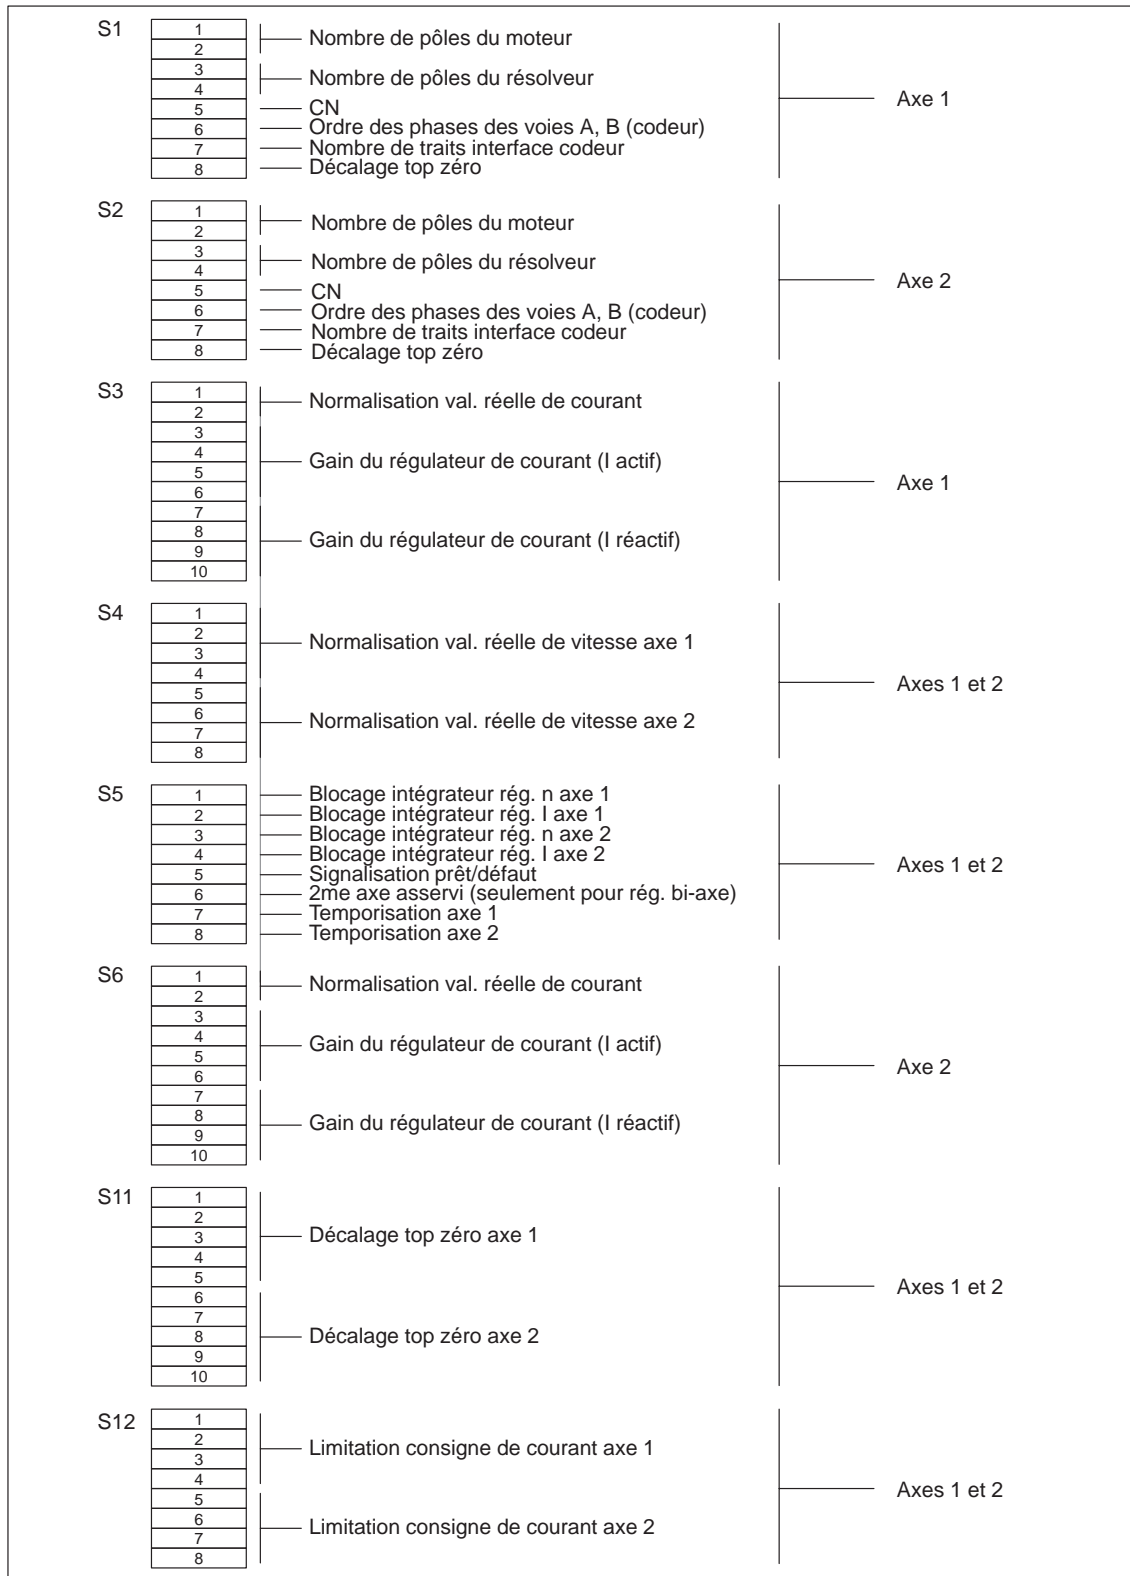 S1
1
2
3
4
5
6
7
8
Nombre de pôles du moteur
Nombre de pôles du résolveur
CN
Ordre des phases des voies A, B (codeur)
Nombre de traits interface codeur
Décalage top zéro
Axe 1
S2
1
2
3
4
5
6
7
8
Nombre de pôles du moteur
Nombre de pôles du résolveur
CN
Ordre des phases des voies A, B (codeur)
Nombre de traits interface codeur
Décalage top zéro
Axe 2
S3
1
2
3
4
5
6
7
8
9
10
Normalisation val. réelle de courant
Gain du régulateur de courant (I actif)
Gain du régulateur de courant (I réactif)
Axe 1
S4
1
2
3
4
5
6
7
8
Normalisation val. réelle de vitesse axe 1
Normalisation val. réelle de vitesse axe 2
Axes 1 et 2
S5
1
2
3
4
5
6
7
8
Blocage intégrateur rég. n axe 1
Blocage intégrateur rég. I axe 1
Blocage intégrateur rég. n axe 2
Blocage intégrateur rég. I axe 2
Signalisation prêt/défaut
2me axe asservi (seulement pour rég. bi-axe)
Temporisation axe 1
Temporisation axe 2
Axes 1 et 2
S6
1
2
3
4
5
6
7
8
9
10
Normalisation val. réelle de courant
Gain du régulateur de courant (I actif)
Gain du régulateur de courant (I réactif)
Axe 2
S11
1
2
3
4
5
6
7
8
9
10
Décalage top zéro axe 1
Décalage top zéro axe 2
Axes 1 et 2
S12
1
2
3
4
5
6
7
8
Limitation consigne de courant axe 1
Limitation consigne de courant axe 2
Axes 1 et 2